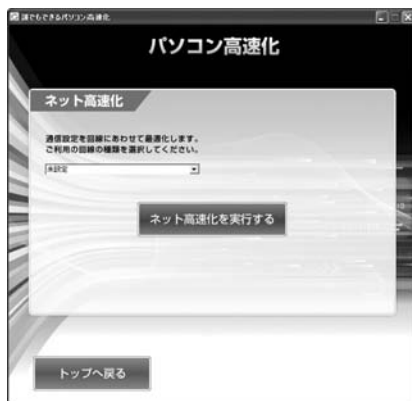 誰でもできるパソコン高速化
パソコン高速化
ネット高速化
通信設定を回線にあわせて最適化します。
ご利用の回線の種類を選択してください。
未設定
ネット高速化を実行する
トップへ戻る